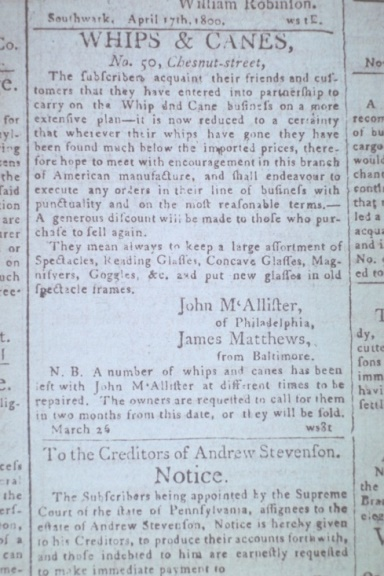 William Robinson.
Southwark, April 17th, 1800.
WHIPS & CANES,
No. 50, Chesnut-street,
The ſubſcribers acquaint their friends and cuſ-
tomers that they have entered into partnerſhip to
carry on the Whip and Cane buſineſs on a more
extenſive plan—it is now reduced to a certainty
that wherever their whips have gone they have
been found much below the imported prices, there-
fore hope to meet with encouragement in this branch
of American manufacture, and ſhall endeavour to
execute any orders in their line of buſineſs with
punctuality and on the moſt reaſonable terms.—
A generous diſcount will be made to thoſe who pur-
chaſe to ſell again.
They mean always to keep a large aſſortment of
Spectacles, Reading Glaſſes, Concave Glaſſes, Mag-
nifyers, Goggles, &c. and put new glaſſes in old
ſpectacle frames.
John M'Alliſter,
of Philadelphia,
James Matthews,
from Baltimore.
N. B. A number of whips and canes has been
left with John M'Alliſter at different times to be
repaired. The owners are requeſted to call for them
in two months from this date, or they will be ſold.
March 26 ws8t
To the Creditors of Andrew Stevenſon.
Notice.
The Subſcribers being appointed by the Supreme
Court of the ſtate of Pennſylvania, aſſignees to the
eſtate of Andrew Stevenſon, Notice is hereby given
to his Creditors, to produce their accounts forthwith,
and thoſe indebted to him are earneſtly requeſted
to make immediate payment to